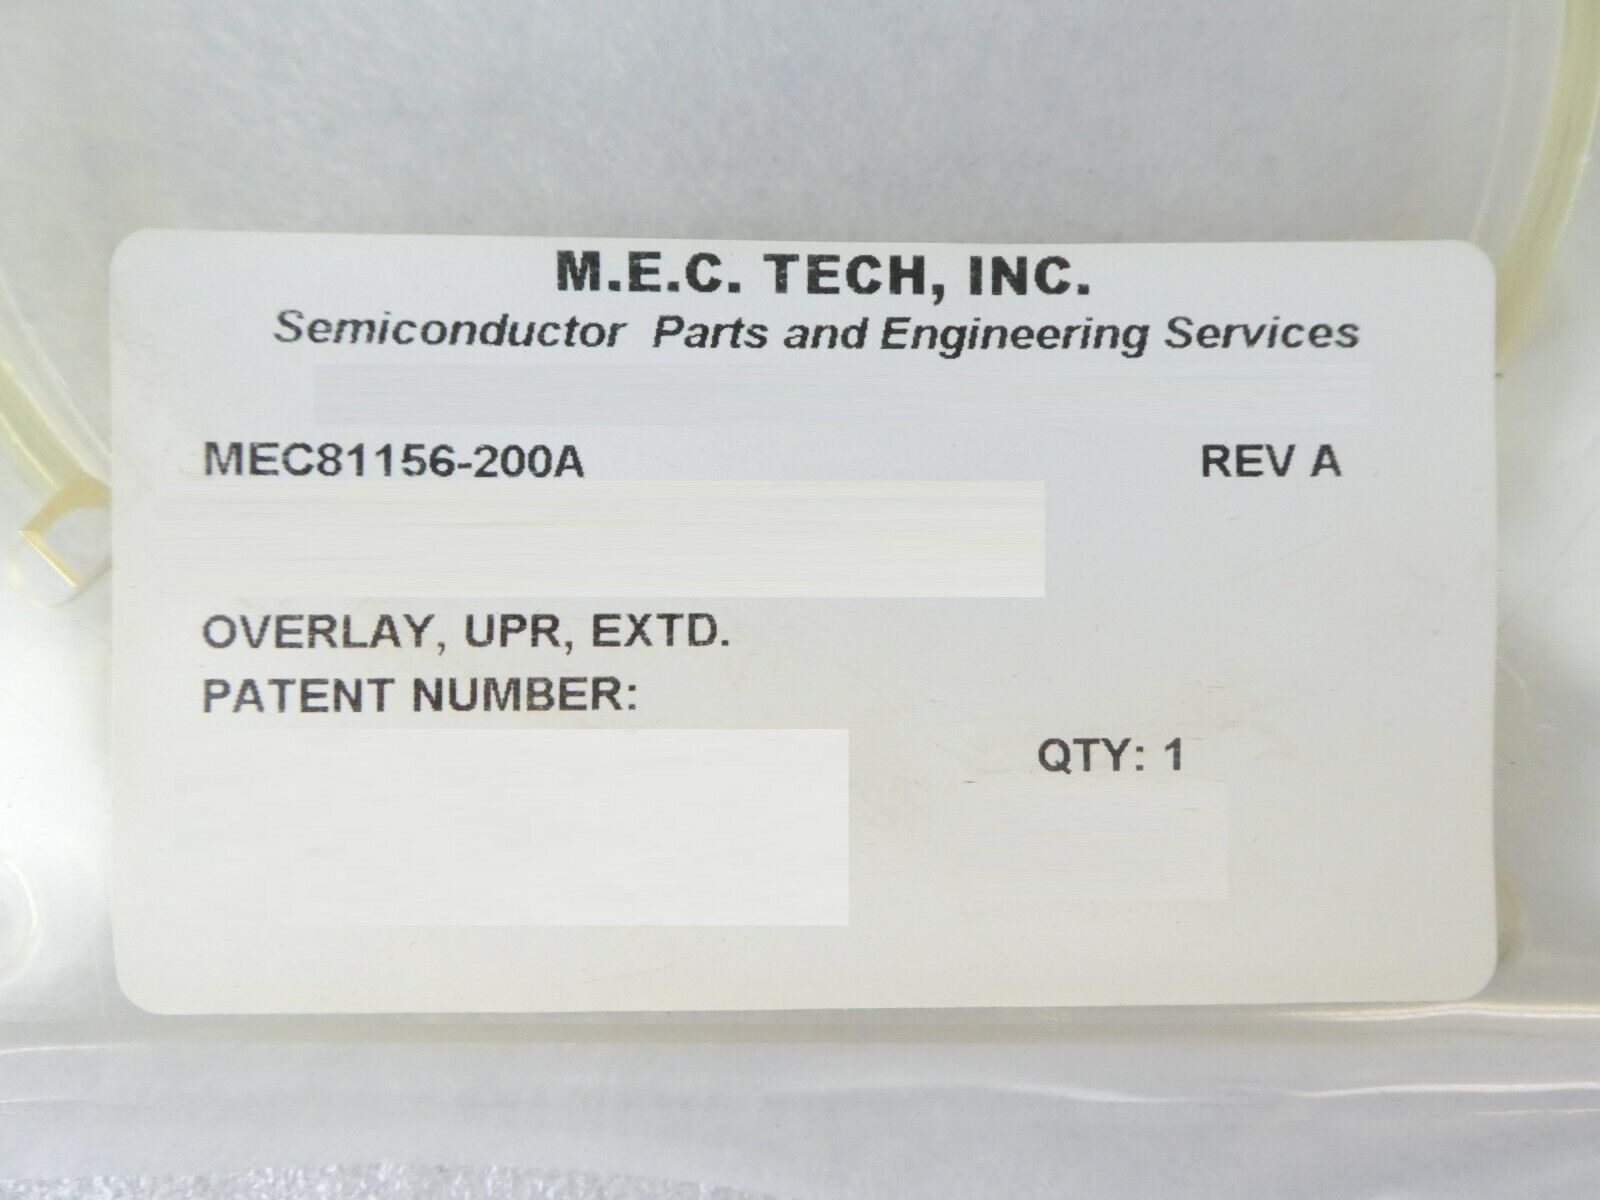 M.E.C. TECH, INC.
Semiconductor Parts and Engineering Services
MEC81156-200A REV A
OVERLAY, UPR, EXTD.
PATENT NUMBER:
QTY: 1